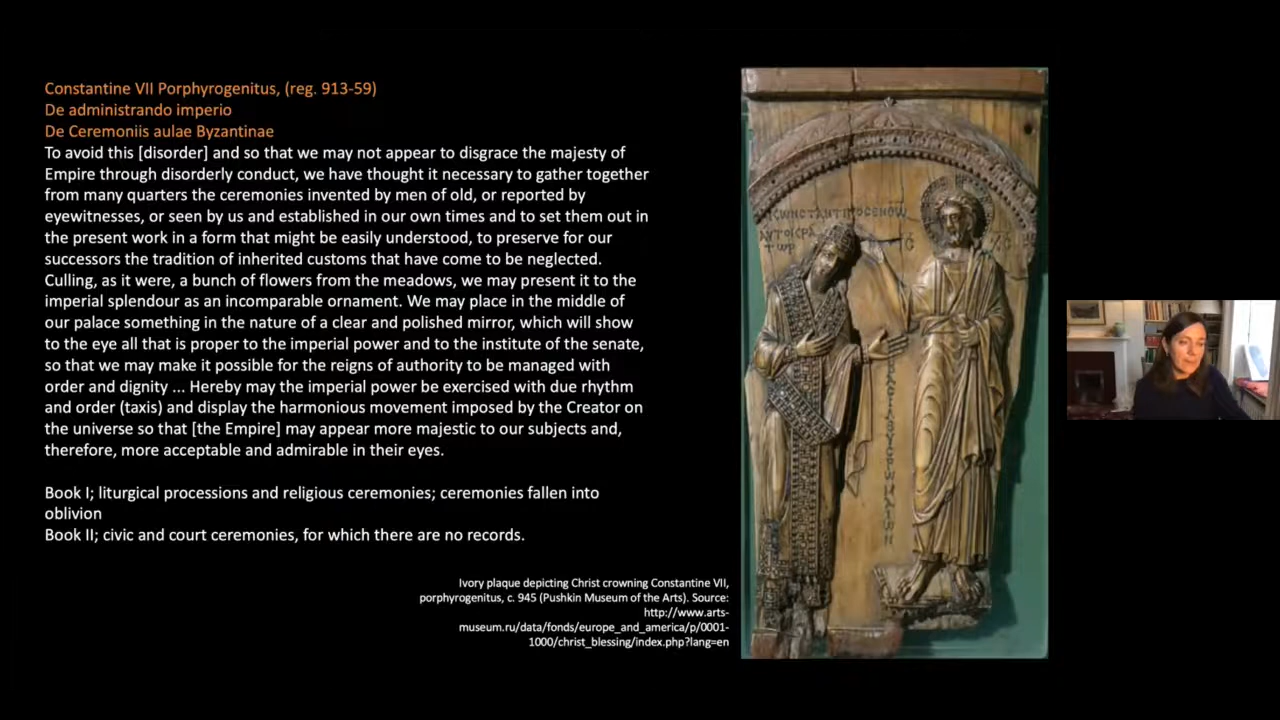 Constantine VII Porphyrogenitus, (reg. 913-59)
De administrando imperio
De Ceremoniis aulae Byzantinae
To avoid this [disorder] and so that we may not appear to disgrace the majesty of
Empire through disorderly conduct, we have thought it necessary to gather together
from many quarters the ceremonies invented by men of old, or reported by
eyewitnesses, or seen by us and established in our own times and to set them out in
the present work in a form that might be easily understood, to preserve for our
successors the tradition of inherited customs that have come to be neglected.
Culling, as it were, a bunch of flowers from the meadows, we may present it to the
imperial splendour as an incomparable ornament. We may place in the middle of
our palace something in the nature of a clear and polished mirror, which will show
to the eye all that is proper to the imperial power and to the institute of the senate,
so that we may make it possible for the reigns of authority to be managed with
order and dignity ... Hereby may the imperial power be exercised with due rhythm
and order (taxis) and display the harmonious movement imposed by the Creator on
the universe so that [the Empire] may appear more majestic to our subjects and,
therefore, more acceptable and admirable in their eyes.
Book I; liturgical processions and religious ceremonies; ceremonies fallen into
oblivion
Book II; civic and court ceremonies, for which there are no records.
Ivory plaque depicting Christ crowning Constantine VII,
porphyrogenitus, c. 945 (Pushkin Museum of the Arts). Source:
http://www.arts-
museum.ru/data/fonds/europe_and_america/p/0001-
1000/christ_blessing/index.php?lang=en